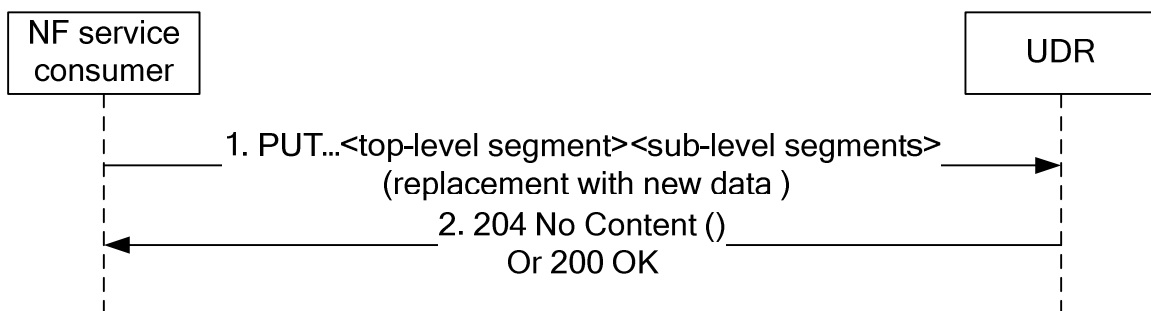 NF service
consumer
UDR
1. PUT...<top-level segment><sub-level segments>
(replacement with new data )
2. 204 No Content ()
Or 200 OK